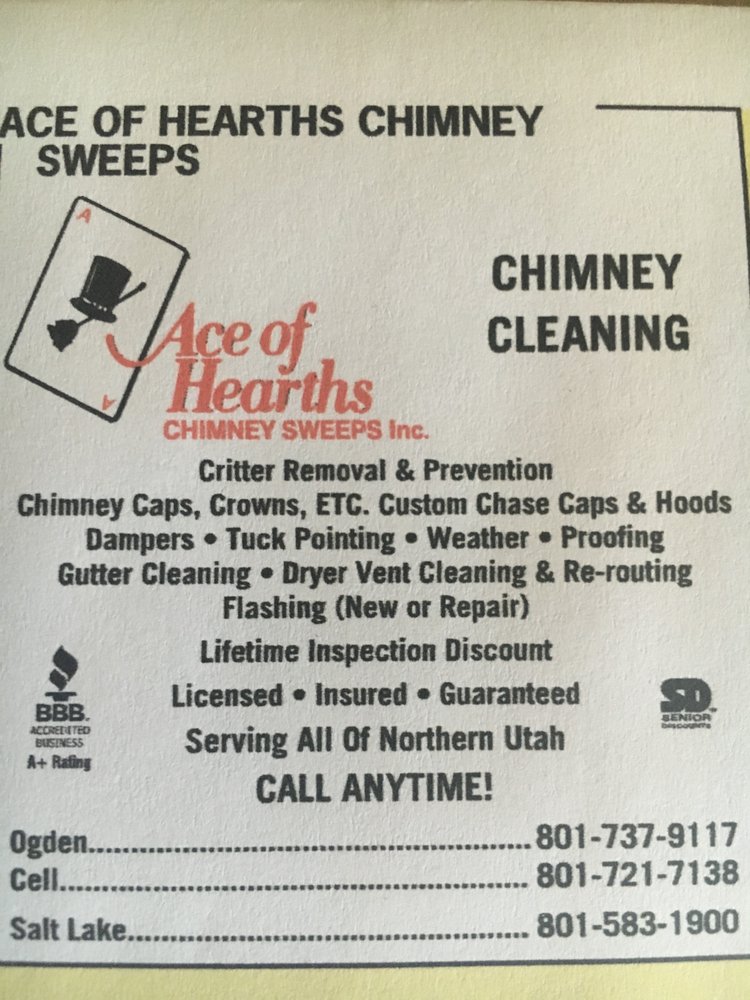 ACE OF HEARTHS CHIMNEY
SWEEPS
A
A
Ace of
Hearths
CHIMNEY SWEEPS Inc.
CHIMNEY
CLEANING
Critter Removal & Prevention
Chimney Caps, Crowns, ETC. Custom Chase Caps & Hoods
Dampers • Tuck Pointing • Weather • Proofing
Gutter Cleaning • Dryer Vent Cleaning & Re-routing
Flashing (New or Repair)
Lifetime Inspection Discount
Licensed • Insured • Guaranteed
Serving All Of Northern Utah
BBB.
ACCREDITED
BUSINESS
A+ Rating
SD
SENIOR
DISCOUNTS
CALL ANYTIME!
Ogden..................................................... 801-737-9117
Cell......................................................... 801-721-7138
Salt Lake................................................ 801-583-1900